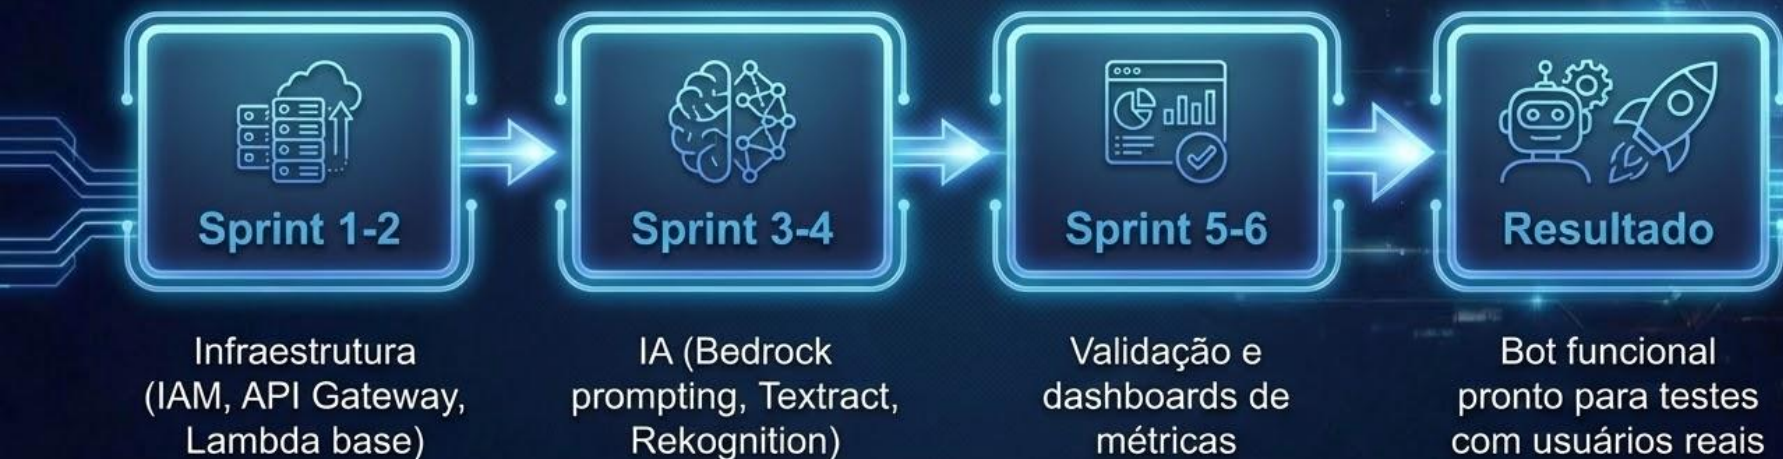 Sprint 1-2
Sprint 3-4
Sprint 5-6
Resultado
Infraestrutura
(IAM, API Gateway,
Lambda base)
IA (Bedrock
prompting, Textract,
Rekognition)
Validação e
dashboards de
métricas
Bot funcional
pronto para testes
com usuários reais